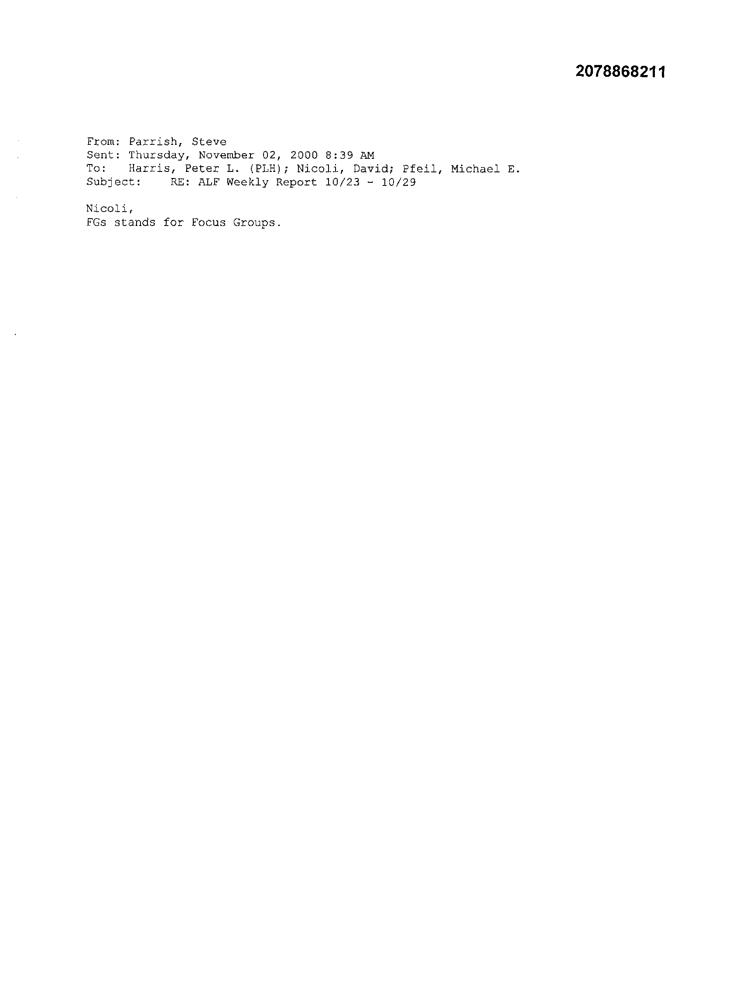 2078868211
From: Parrish, Steve
Sent: Thursday, November 02, 2000 8:39 AM
To: Harris, Peter L. (PLH); Nicoli, David; Pfeil, Michael E.
Subject: RE: ALF Weekly Report 10/23 - 10/29
Nicoli,
FGs stands for Focus Groups.